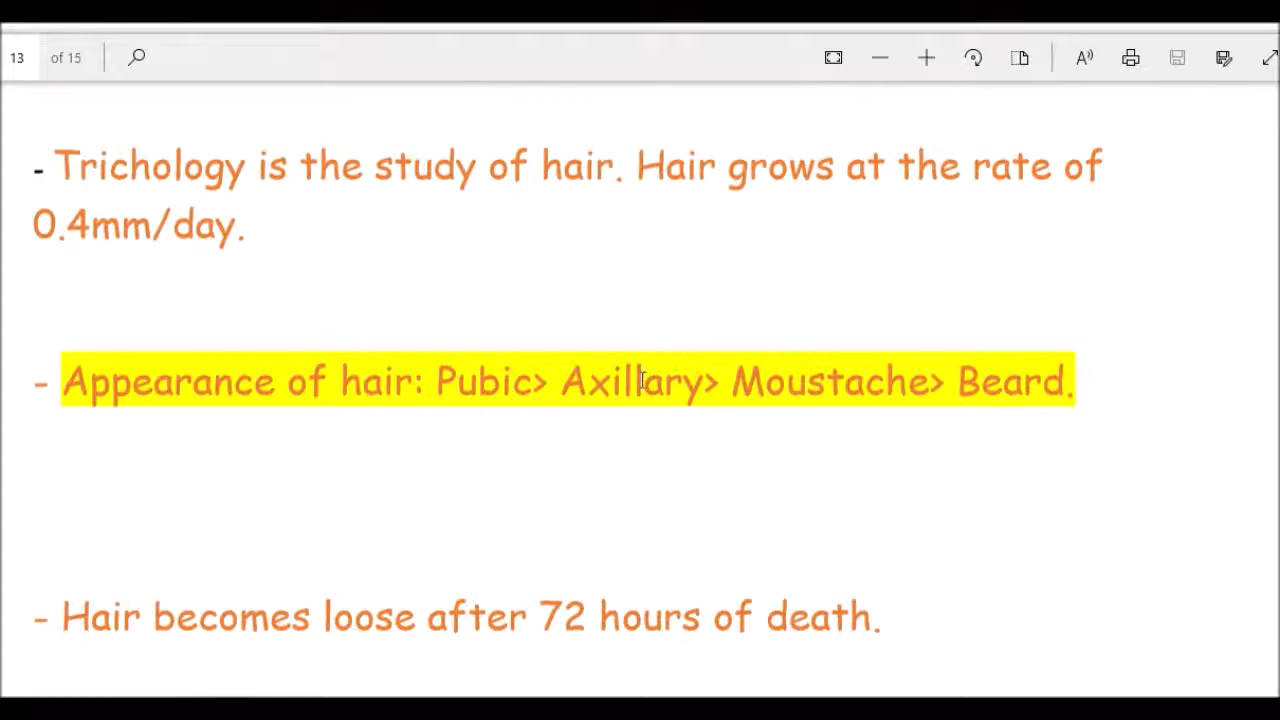 13 of 15
- Trichology is the study of hair. Hair grows at the rate of
0.4mm/day.
- Appearance of hair: Pubic> Axillary> Moustache> Beard.
- Hair becomes loose after 72 hours of death.